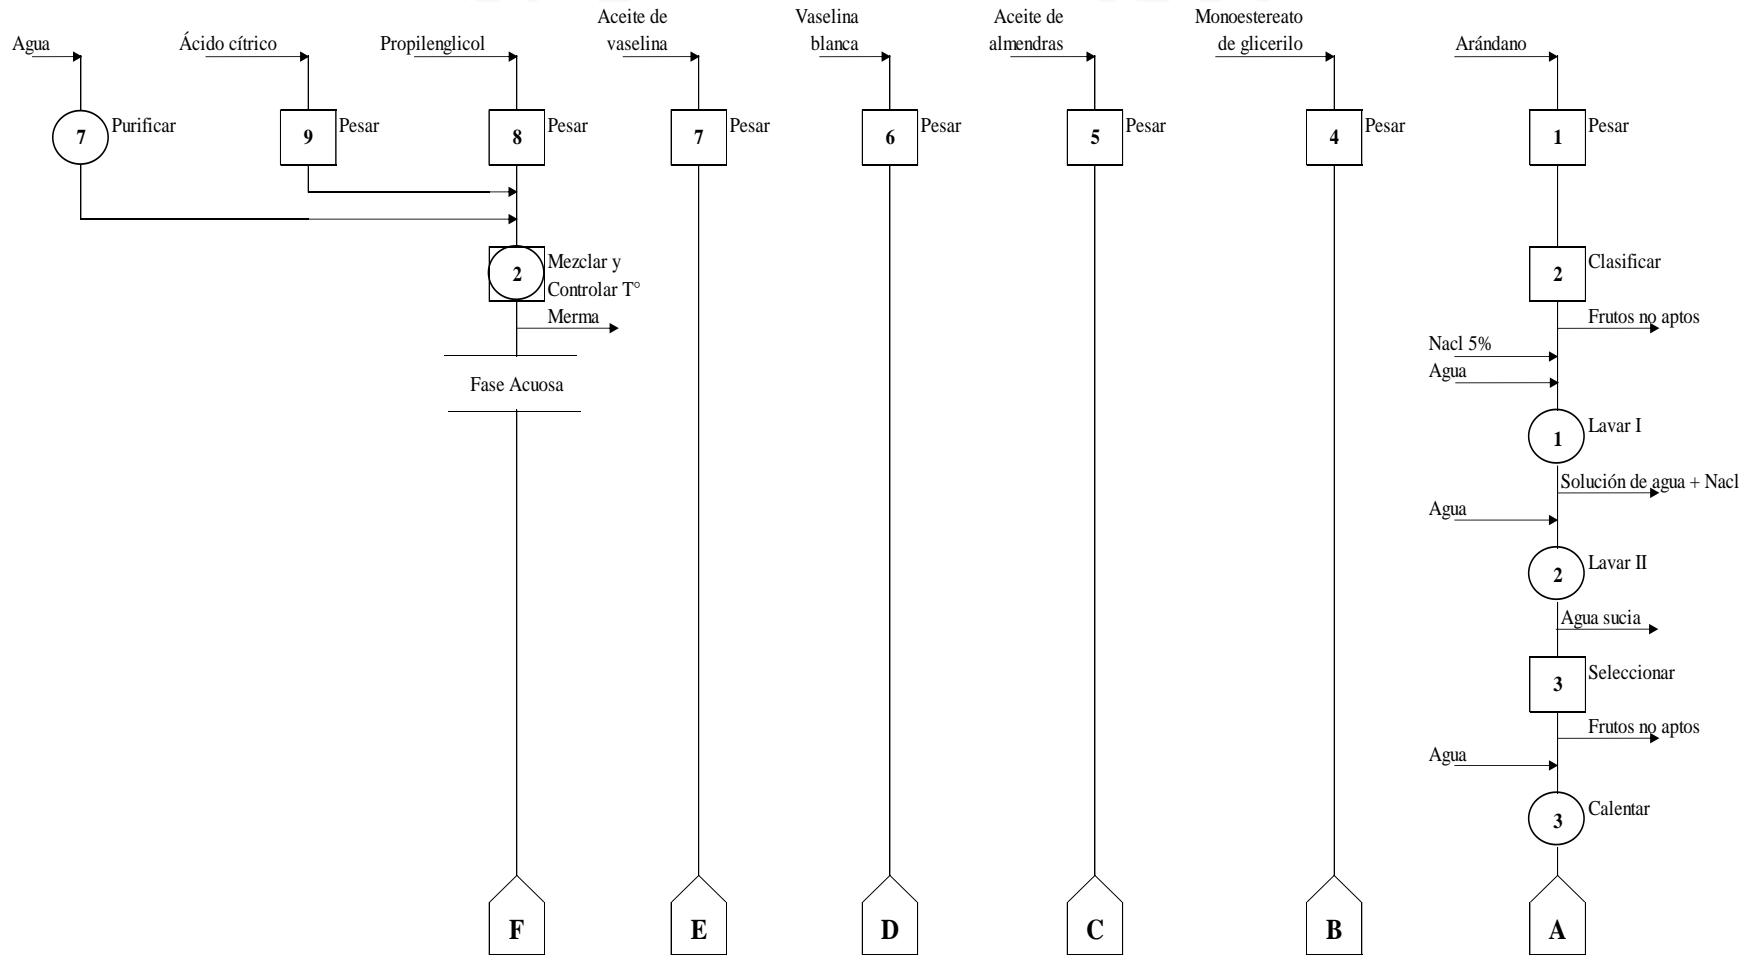 Agua
Ácido cítrico
Propilenglicol
Aceite de
vaselina
Vaselina
blanca
Aceite de
almendras
Monoestereato
de glicerilo
Arándano
7
Purificar
9
Pesar
8
Pesar
7
Pesar
6
Pesar
5
Pesar
4
Pesar
1
Pesar
2
Mezclar y
Controlar T°
Merma
Fase Acuosa
2
Clasificar
Frutos no aptos
Nacl 5%
Agua
1
Lavar I
Solución de agua + Nacl
Agua
2
Lavar II
Agua sucia
3
Seleccionar
Frutos no aptos
Agua
3
Calentar
F
E
D
C
B
A